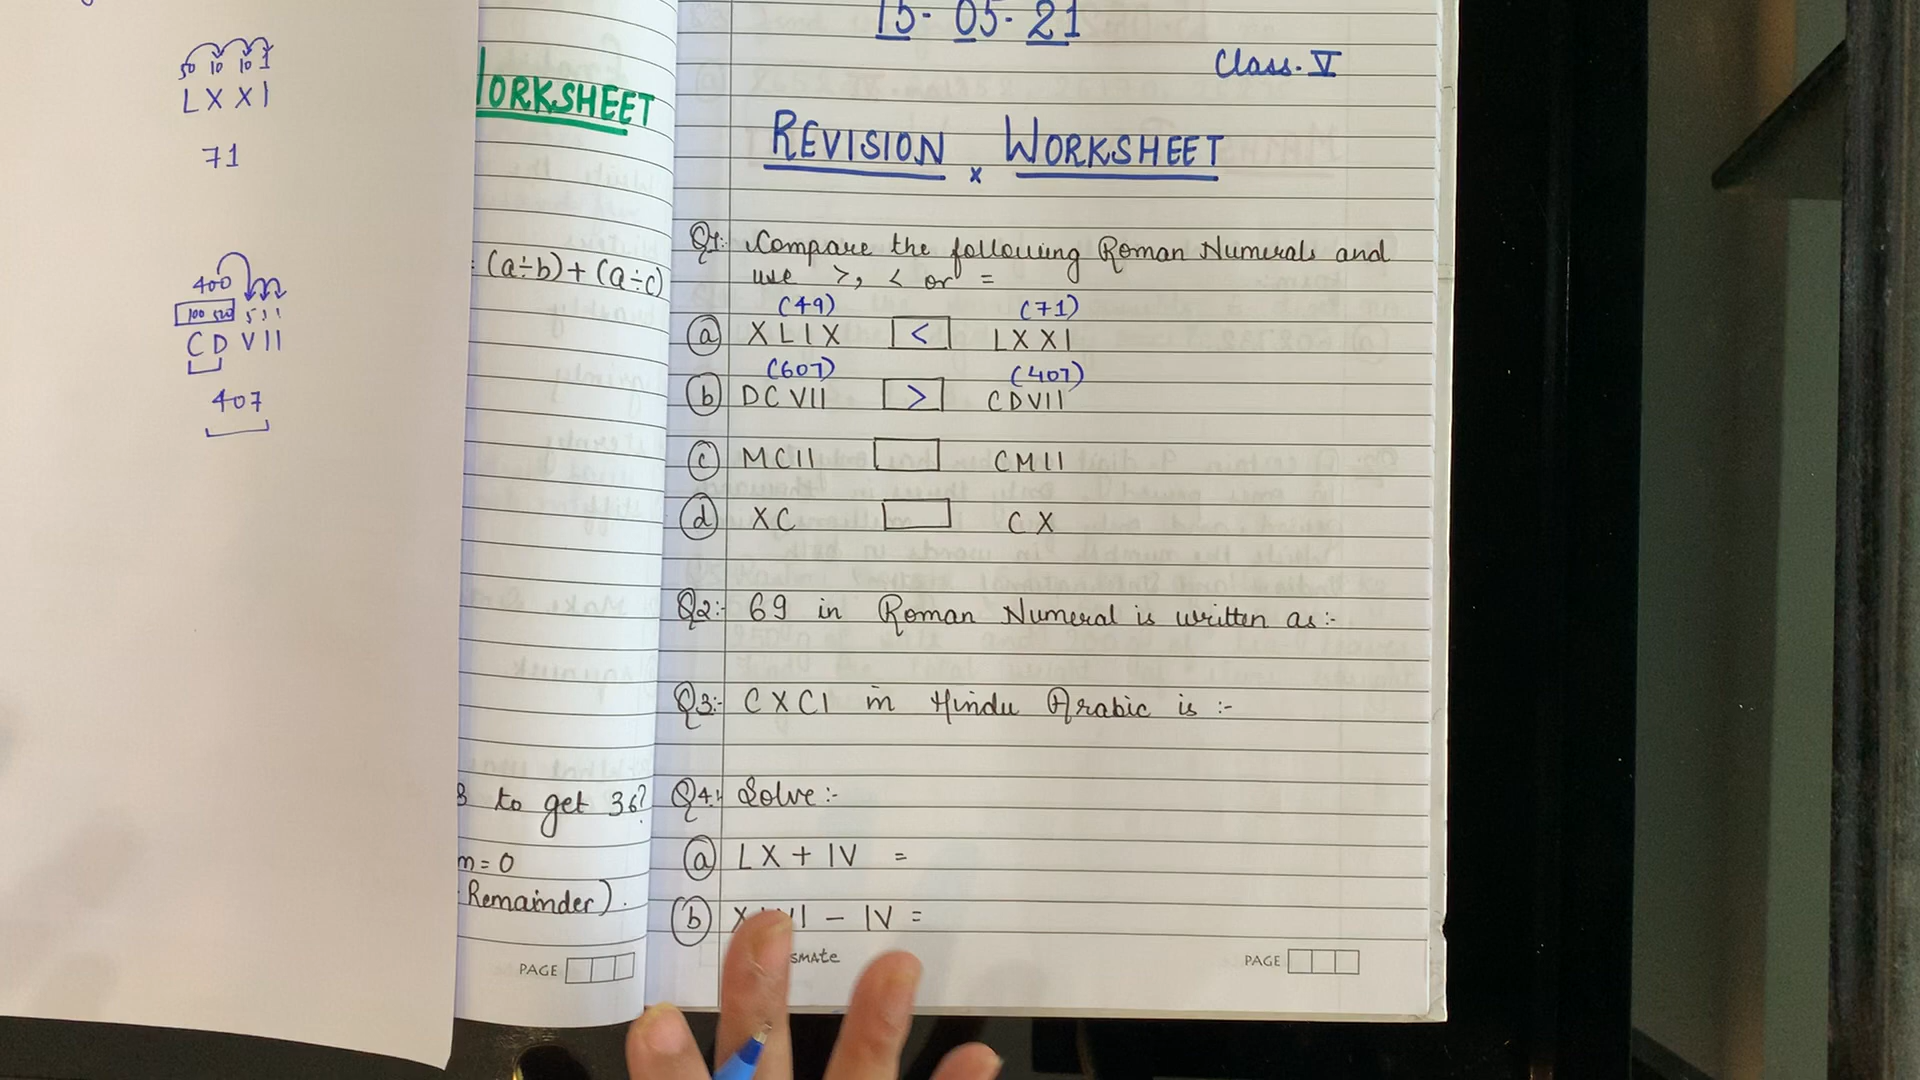 50 10 10 1
LXXI
71
400
100 500 5 1 1
CDVII
407
WORKSHEET
= (a÷b)+(a÷c)
3 to get 36?
m=0
Remainder).
PAGE
15-05-21
Class. V
REVISION WORKSHEET
Q1:- Compare the following Roman Numerals and
use >, < or =
(49) (71)
(a) XLIX < LXXI
(607) (407)
(b) DCVII > CDVII
(c) MCII CMII
(d) XC CX
Q2:- 69 in Roman Numeral is written as:-
Q3:- CXCI in Hindu Arabic is :-
Q4:- Solve:-
(a) LX + IV =
(b) - IV =
PAGE